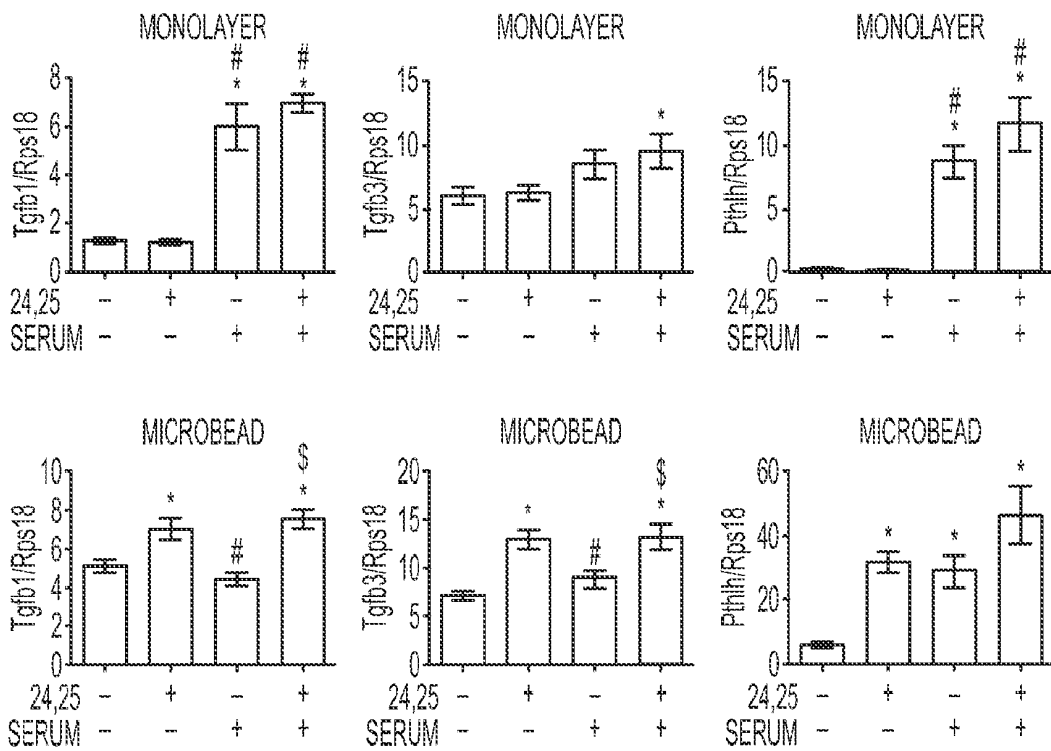 MONOLAYER
Tgfb1/Rps18
8
6
4
2
0
# #
* *
24,25 – + – +
SERUM – – + +
MONOLAYER
Tgfb3/Rps18
15
10
5
0
*
24,25 – + – +
SERUM – – + +
MONOLAYER
Pthlh/Rps18
15
10
5
0
# #
* *
– + – +
24,25
SERUM – – + +
MICROBEAD
Tgfb1/Rps18
10
8
6
4
2
0
* # $ *
24,25 – + – +
SERUM – – + +
MICROBEAD
Tgfb3/Rps18
20
15
10
5
0
* # $ *
24,25 – + – +
SERUM – – + +
MICROBEAD
Pthlh/Rps18
60
40
20
0
* * *
24,25 – + – +
SERUM – – + +